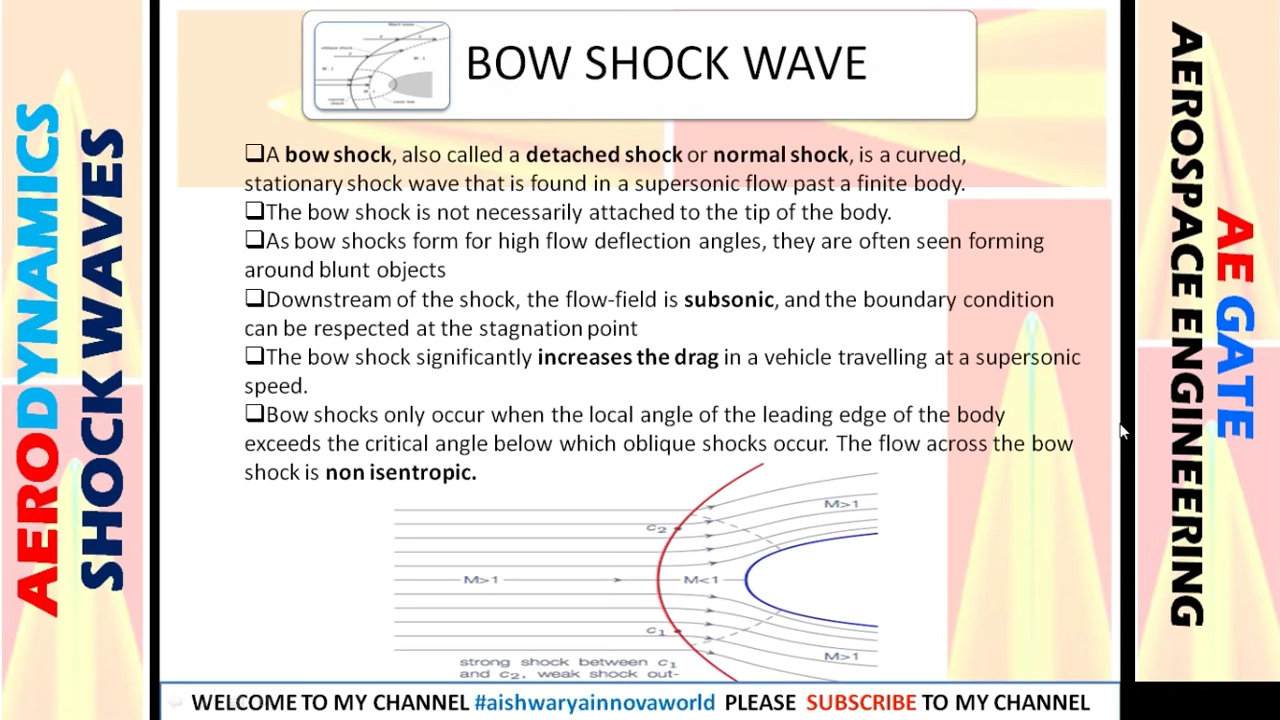 AERODYNAMICS
SHOCK WAVES
BOW SHOCK WAVE
A bow shock, also called a detached shock or normal shock, is a curved,
stationary shock wave that is found in a supersonic flow past a finite body.
The bow shock is not necessarily attached to the tip of the body.
As bow shocks form for high flow deflection angles, they are often seen forming
around blunt objects
Downstream of the shock, the flow-field is subsonic, and the boundary condition
can be respected at the stagnation point
The bow shock significantly increases the drag in a vehicle travelling at a supersonic
speed.
Bow shocks only occur when the local angle of the leading edge of the body
exceeds the critical angle below which oblique shocks occur. The flow across the bow
shock is non isentropic.
M>1
c2
M>1 M<1
c1
M>1
strong shock between c1
and c2, weak shock out-
WELCOME TO MY CHANNEL #aishwaryainnovaworld PLEASE SUBSCRIBE TO MY CHANNEL
AEROSPACE ENGINEERING
AE GATE